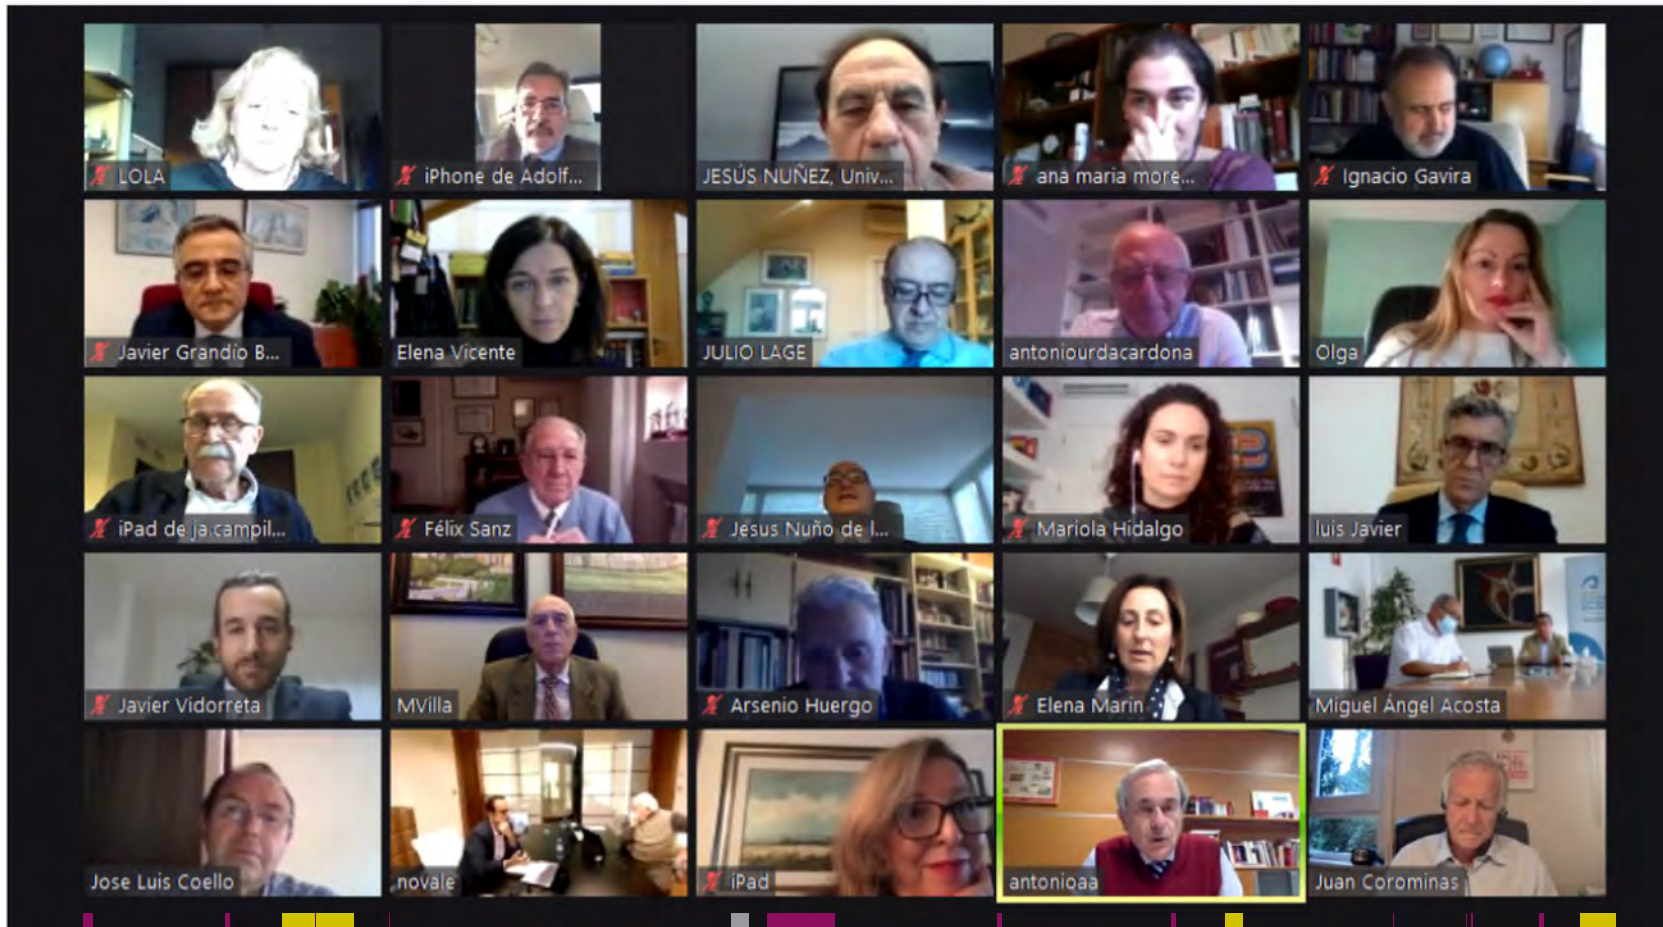 LOLA
iPhone de Adolf...
JESÚS NUÑEZ, Univ...
ana maria more...
Ignacio Gavira
Javier Grandío B...
Elena Vicente
JULIO LAGE
antoniourdacardona
Olga
iPad de ja.campil...
Félix Sanz
Jesus Nuño de l...
Mariola Hidalgo
luis Javier
Javier Vidorreta
MVilla
Arsenio Huergo
Elena Marin
Miguel Ángel Acosta
Jose Luis Coello
novale
iPad
antonioaa
Juan Corominas